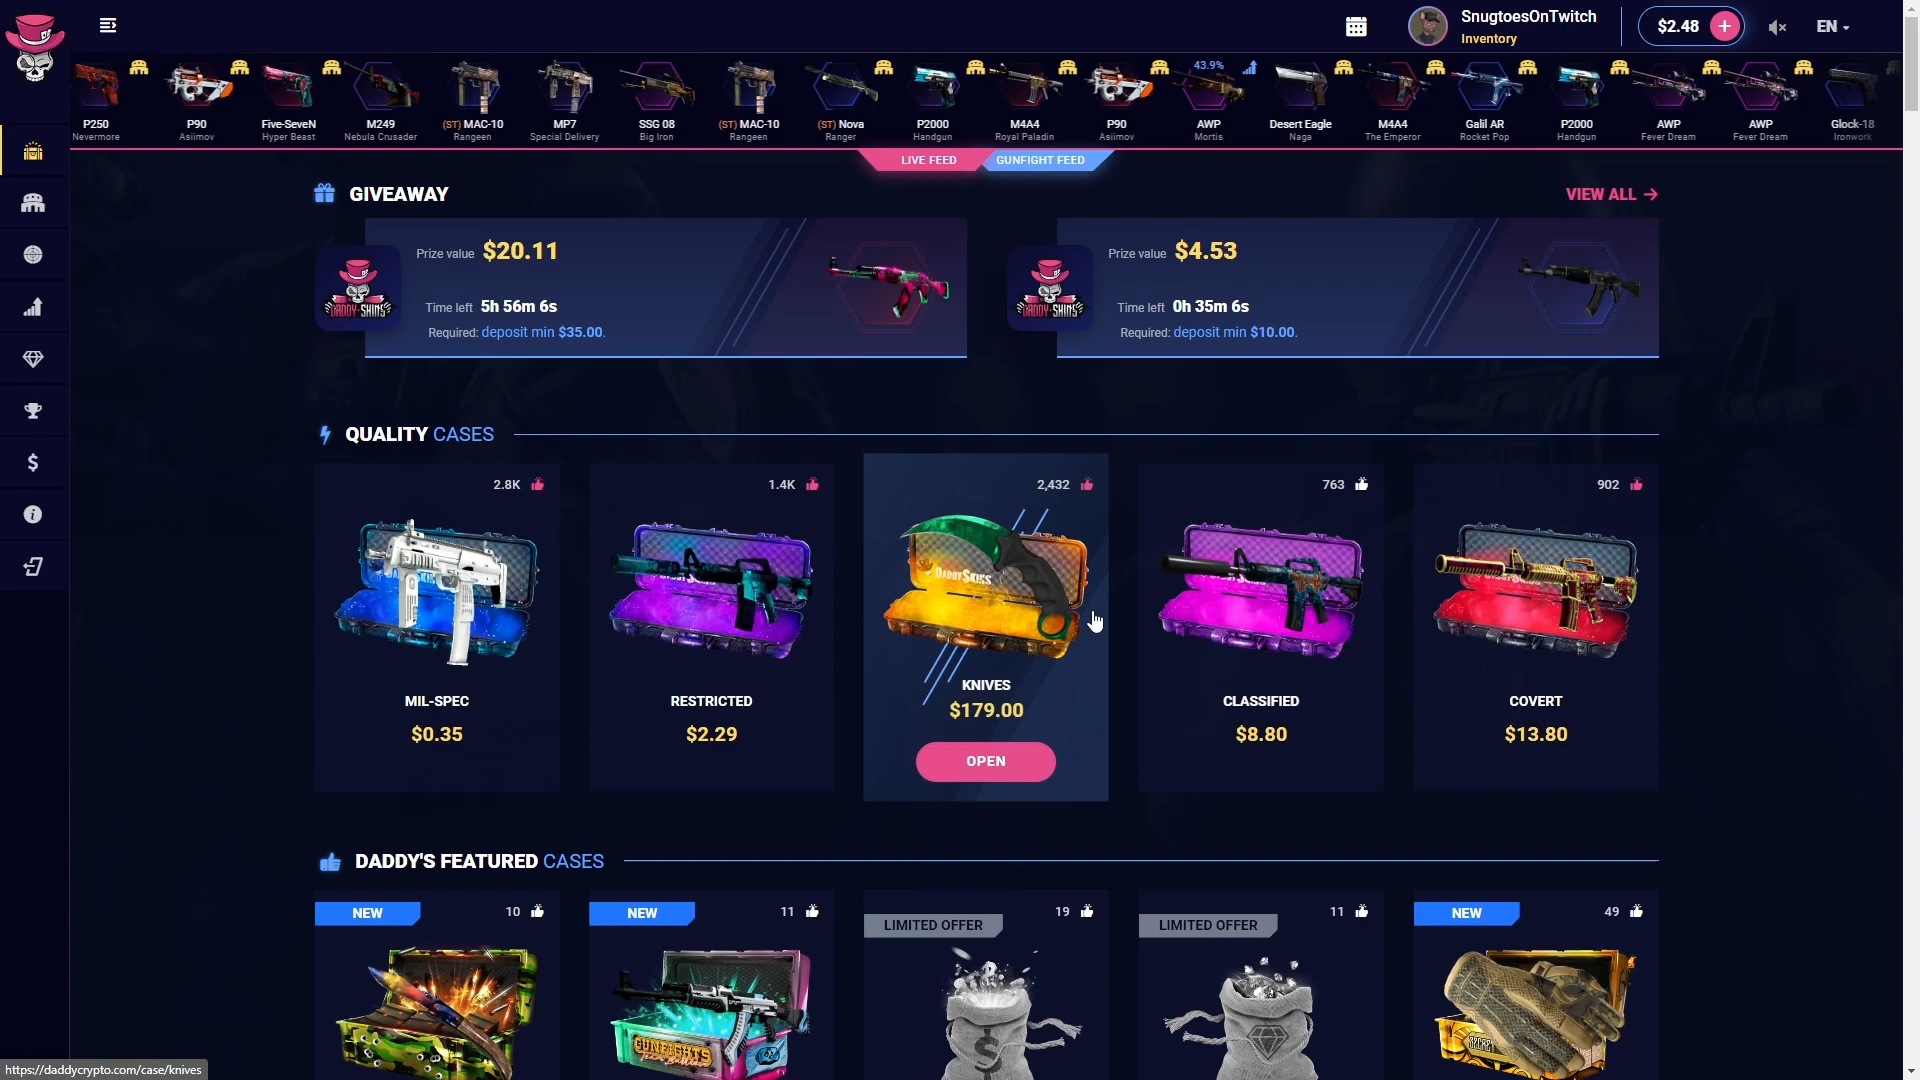 SnugtoesOnTwitch
Inventory
$2.48
EN
43.9%
P250
Nevermore
P90
Asiimov
Five-SeveN
Hyper Beast
M249
Nebula Crusader
(ST) MAC-10
Rangeen
MP7
Special Delivery
SSG 08
Big Iron
(ST) MAC-10
Rangeen
(ST) Nova
Ranger
P2000
Handgun
M4A4
Royal Paladin
P90
Asiimov
AWP
Mortis
Desert Eagle
Naga
M4A4
The Emperor
Galil AR
Rocket Pop
P2000
Handgun
AWP
Fever Dream
AWP
Fever Dream
Glock-18
Ironwork
LIVE FEED
GUNFIGHT FEED
GIVEAWAY
VIEW ALL
Prize value $20.11
Time left 5h 56m 6s
Required: deposit min $35.00.
DADDY SKINS
Prize value $4.53
Time left 0h 35m 6s
Required: deposit min $10.00.
DADDY SKINS
QUALITY CASES
2.8K
MIL-SPEC
$0.35
1.4K
RESTRICTED
$2.29
2,432
DADDYSKINS
KNIVES
$179.00
OPEN
763
CLASSIFIED
$8.80
902
COVERT
$13.80
DADDY'S FEATURED CASES
NEW
10
NEW
11
GUNFIGHTS
LIMITED OFFER
19
$
LIMITED OFFER
11
NEW
49
SECRET
https://daddycrypto.com/case/knives